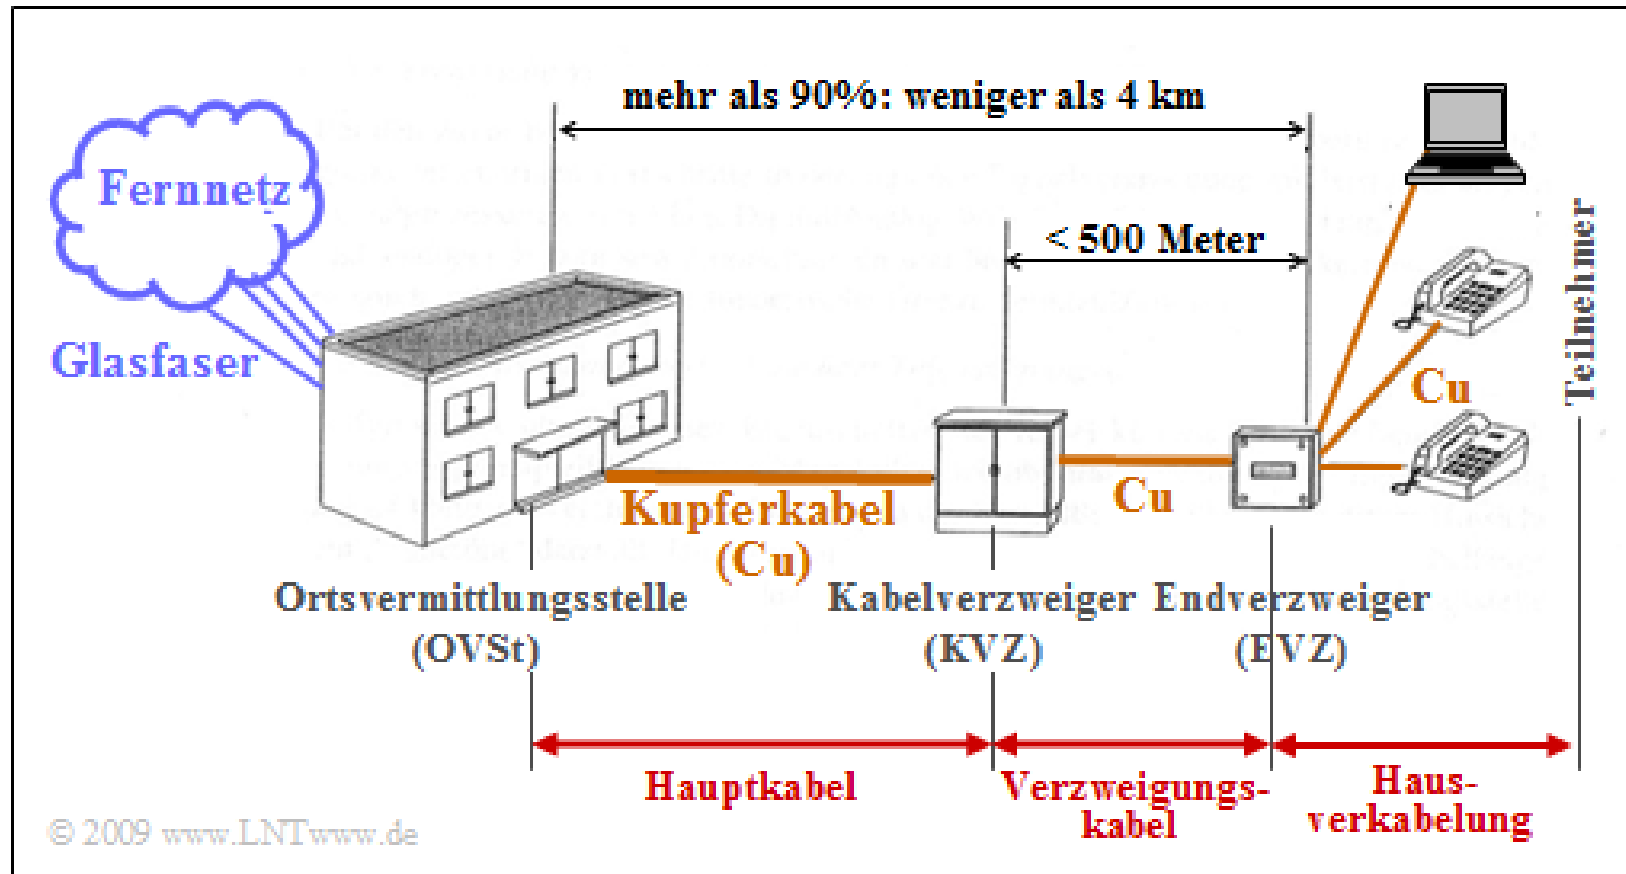 mehr als 90%: weniger als 4 km
Fernnetz
< 500 Meter
Glasfaser
Teilnehmer
Cu
Kupferkabel
(Cu)
Cu
Ortsvermittlungsstelle
(OVSt)
Kabelverzweiger
(KVZ)
Endverzweiger
(EVZ)
Hauptkabel
Verzweigungs-
kabel
Haus-
verkabelung
© 2009 www.LNTwww.de